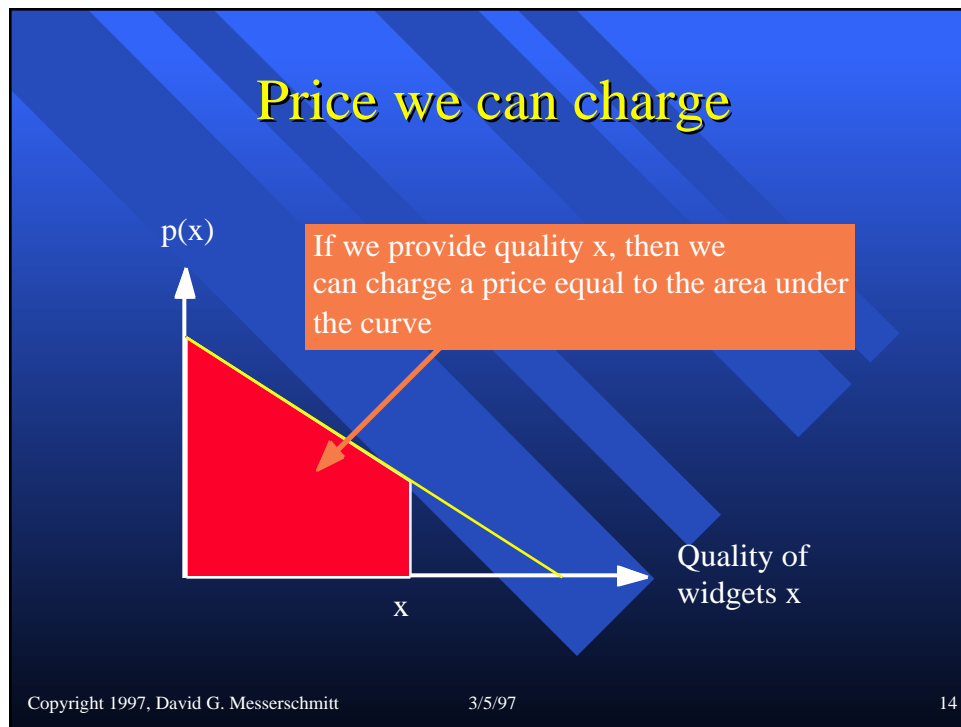 Price we can charge
p(x)
If we provide quality x, then we
can charge a price equal to the area under
the curve
Quality of
widgets x
x
Copyright 1997, David G. Messerschmitt
3/5/97
14